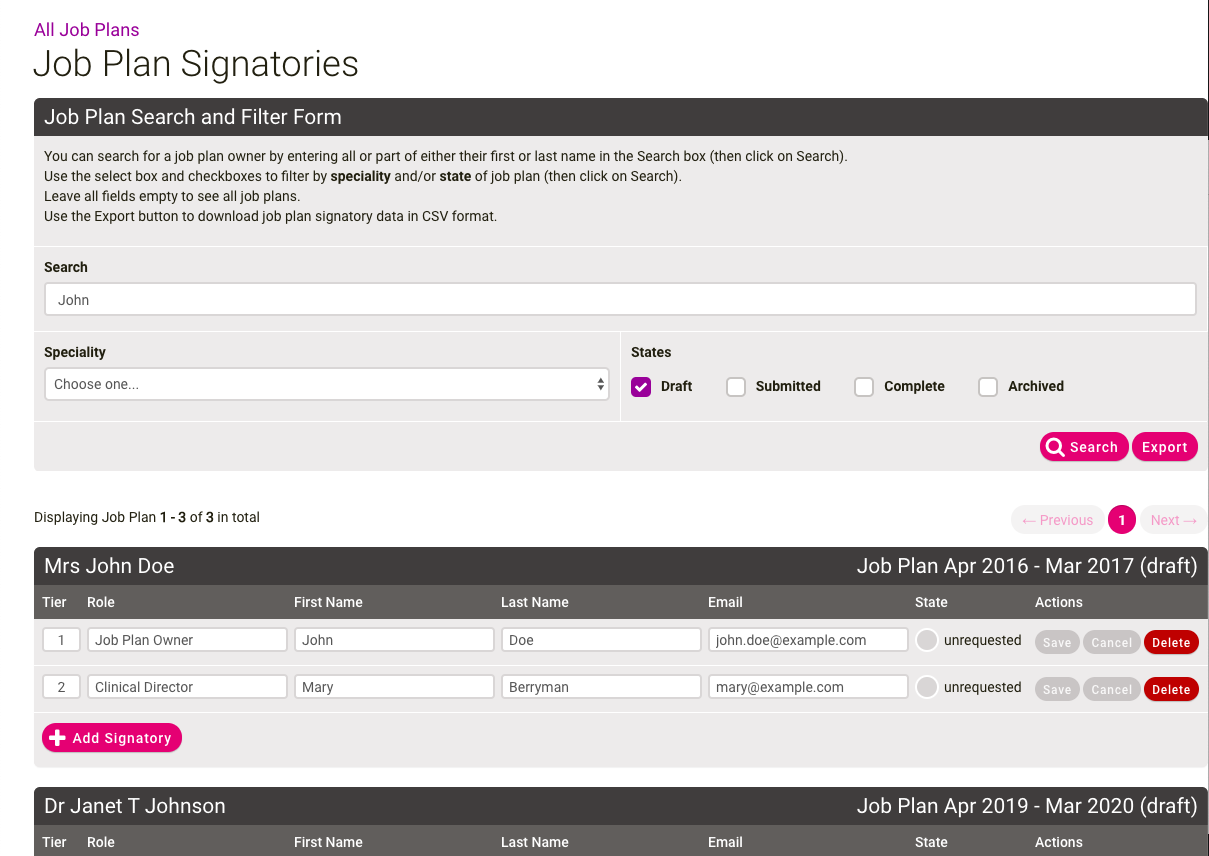 All Job Plans
Job Plan Signatories
Job Plan Search and Filter Form
You can search for a job plan owner by entering all or part of either their first or last name in the Search box (then click on Search).
Use the select box and checkboxes to filter by speciality and/or state of job plan (then click on Search).
Leave all fields empty to see all job plans.
Use the Export button to download job plan signatory data in CSV format.
Search
John
Speciality
States
Choose one...
Draft Submitted Complete Archived
Search Export
Displaying Job Plan 1 - 3 of 3 in total
← Previous 1 Next →
Mrs John Doe Job Plan Apr 2016 - Mar 2017 (draft)
Tier Role First Name Last Name Email State Actions
1 Job Plan Owner John Doe john.doe@example.com unrequested Save Cancel Delete
2 Clinical Director Mary Berryman mary@example.com unrequested Save Cancel Delete
Add Signatory
Dr Janet T Johnson Job Plan Apr 2019 - Mar 2020 (draft)
Tier Role First Name Last Name Email State Actions